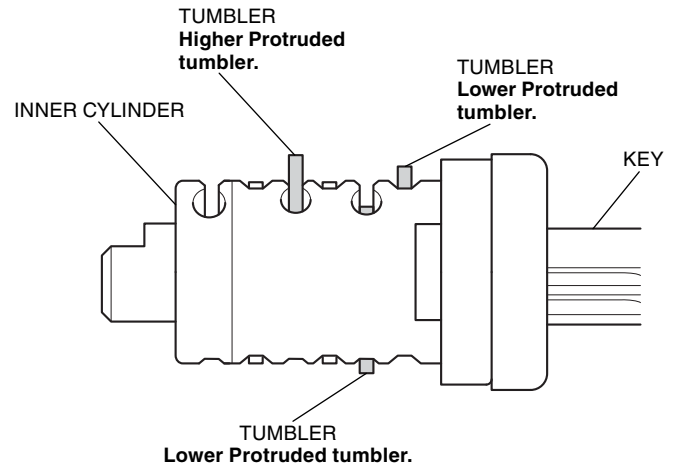 TUMBLER
Higher Protruded
tumbler.
TUMBLER
Lower Protruded
tumbler.
INNER CYLINDER
KEY
TUMBLER
Lower Protruded tumbler.